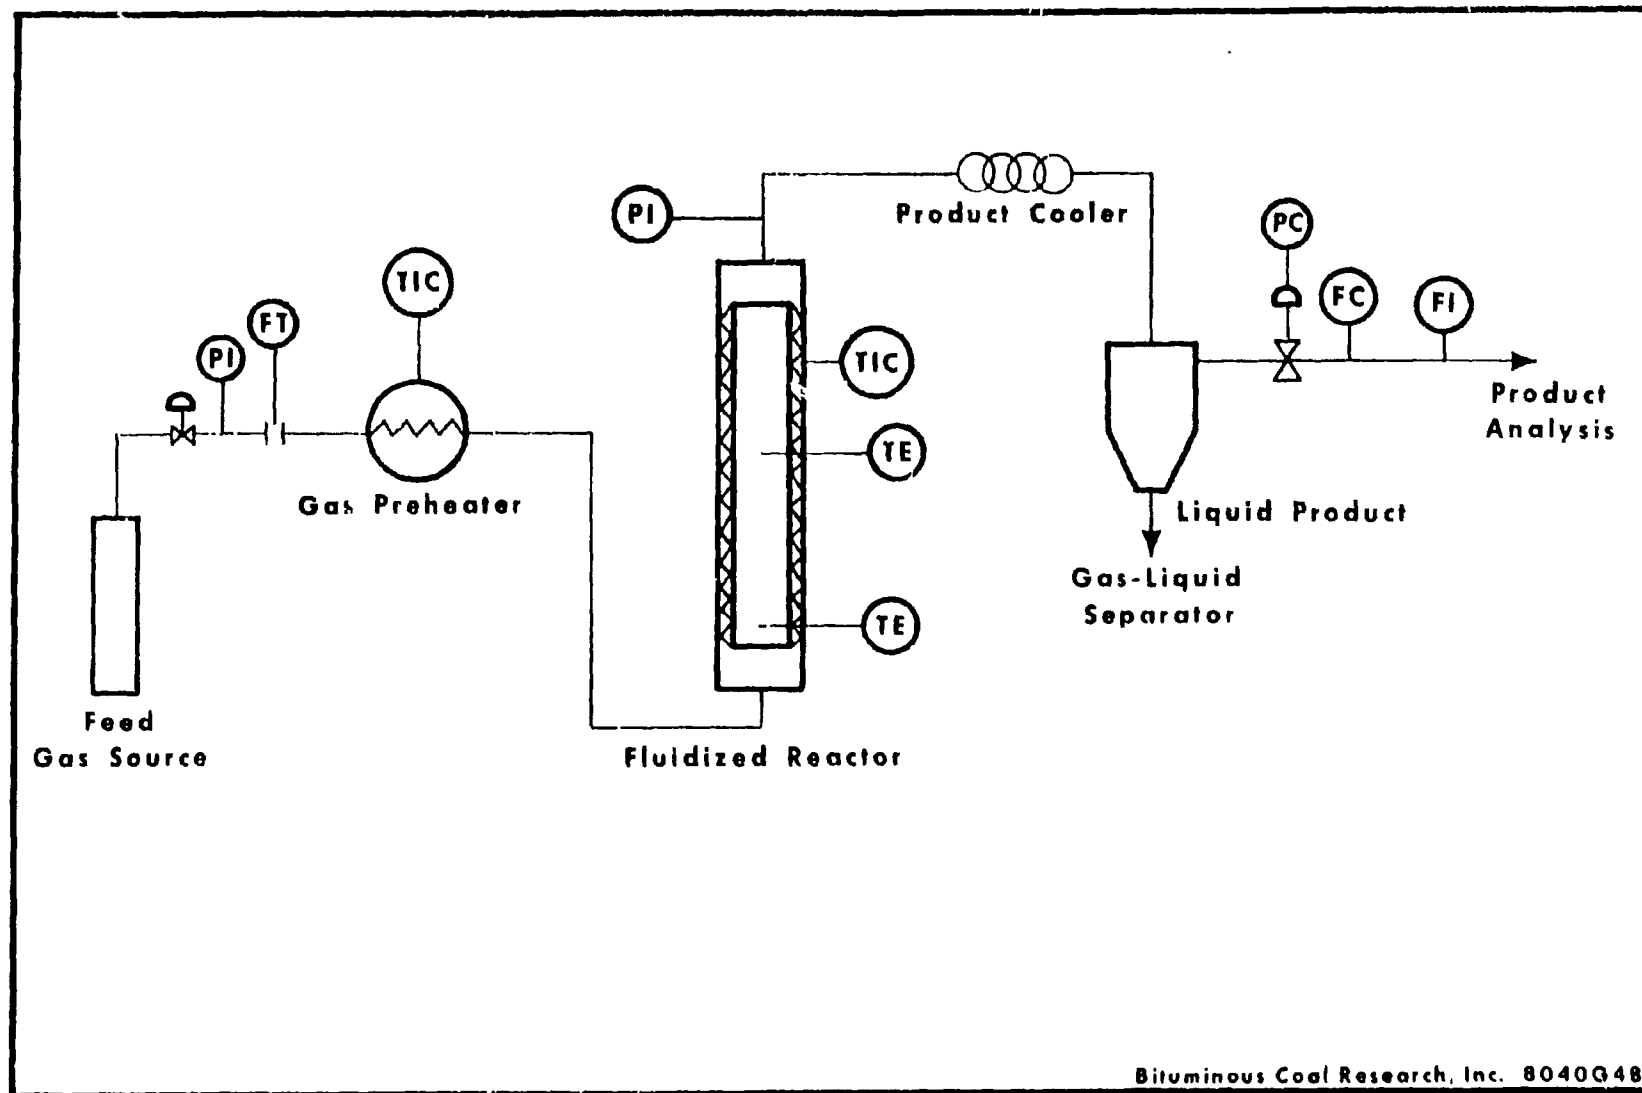 PI
Product Cooler
PC
TIC
FC
FI
FT
PI
TIC
Product
Analysis
TE
Gas Preheater
Liquid Product
Gas-Liquid
Separator
TE
Feed
Gas Source
Fluidized Reactor
Bituminous Coal Research, Inc. 8040G48